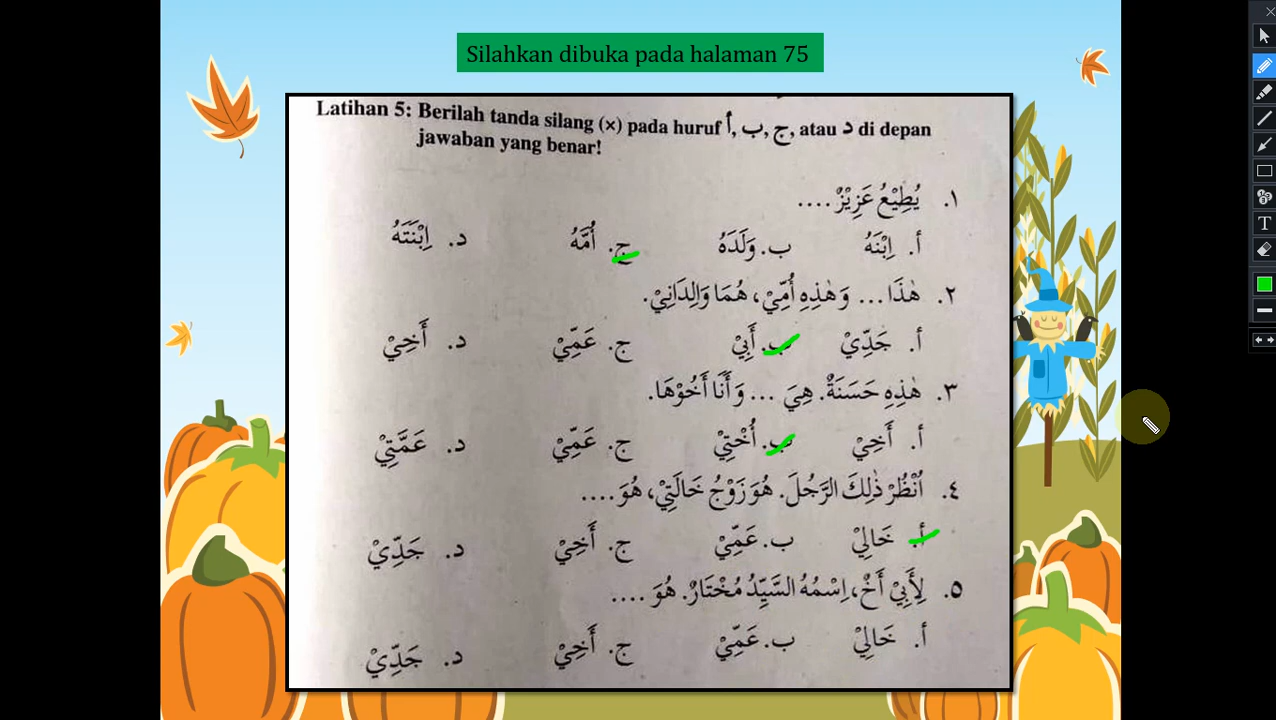 Silahkan dibuka pada halaman 75
Latihan 5: Berilah tanda silang (×) pada huruf أ, ب, ج, atau د di depan
jawaban yang benar!
١. يُطِيْعُ عَزِيْزٌ ....
أ. اِبْنَهُ ب. وَلَدَهُ ج. أُمَّهُ د. اِبْنَتَهُ
٢. هٰذَا ... وَهٰذِهِ أُمِّيْ، هُمَا وَالِدَانِيْ.
أ. جَدِّيْ ب. أَبِيْ ج. عَمِّيْ د. أَخِيْ
٣. هٰذِهِ حَسَنَةٌ. هِيَ ... وَأَنَا أَخُوْهَا.
أ. أَخِيْ ب. أُخْتِيْ ج. عَمِّيْ د. عَمَّتِيْ
٤. اُنْظُرْ ذٰلِكَ الرَّجُلَ. هُوَ زَوْجُ خَالَتِيْ، هُوَ ....
أ. خَالِيْ ب. عَمِّيْ ج. أَخِيْ د. جَدِّيْ
٥. لِأَبِيْ أَخٌ، اِسْمُهُ السَّيِّدُ مُخْتَارٌ. هُوَ ....
أ. خَالِيْ ب. عَمِّيْ ج. أَخِيْ د. جَدِّيْ